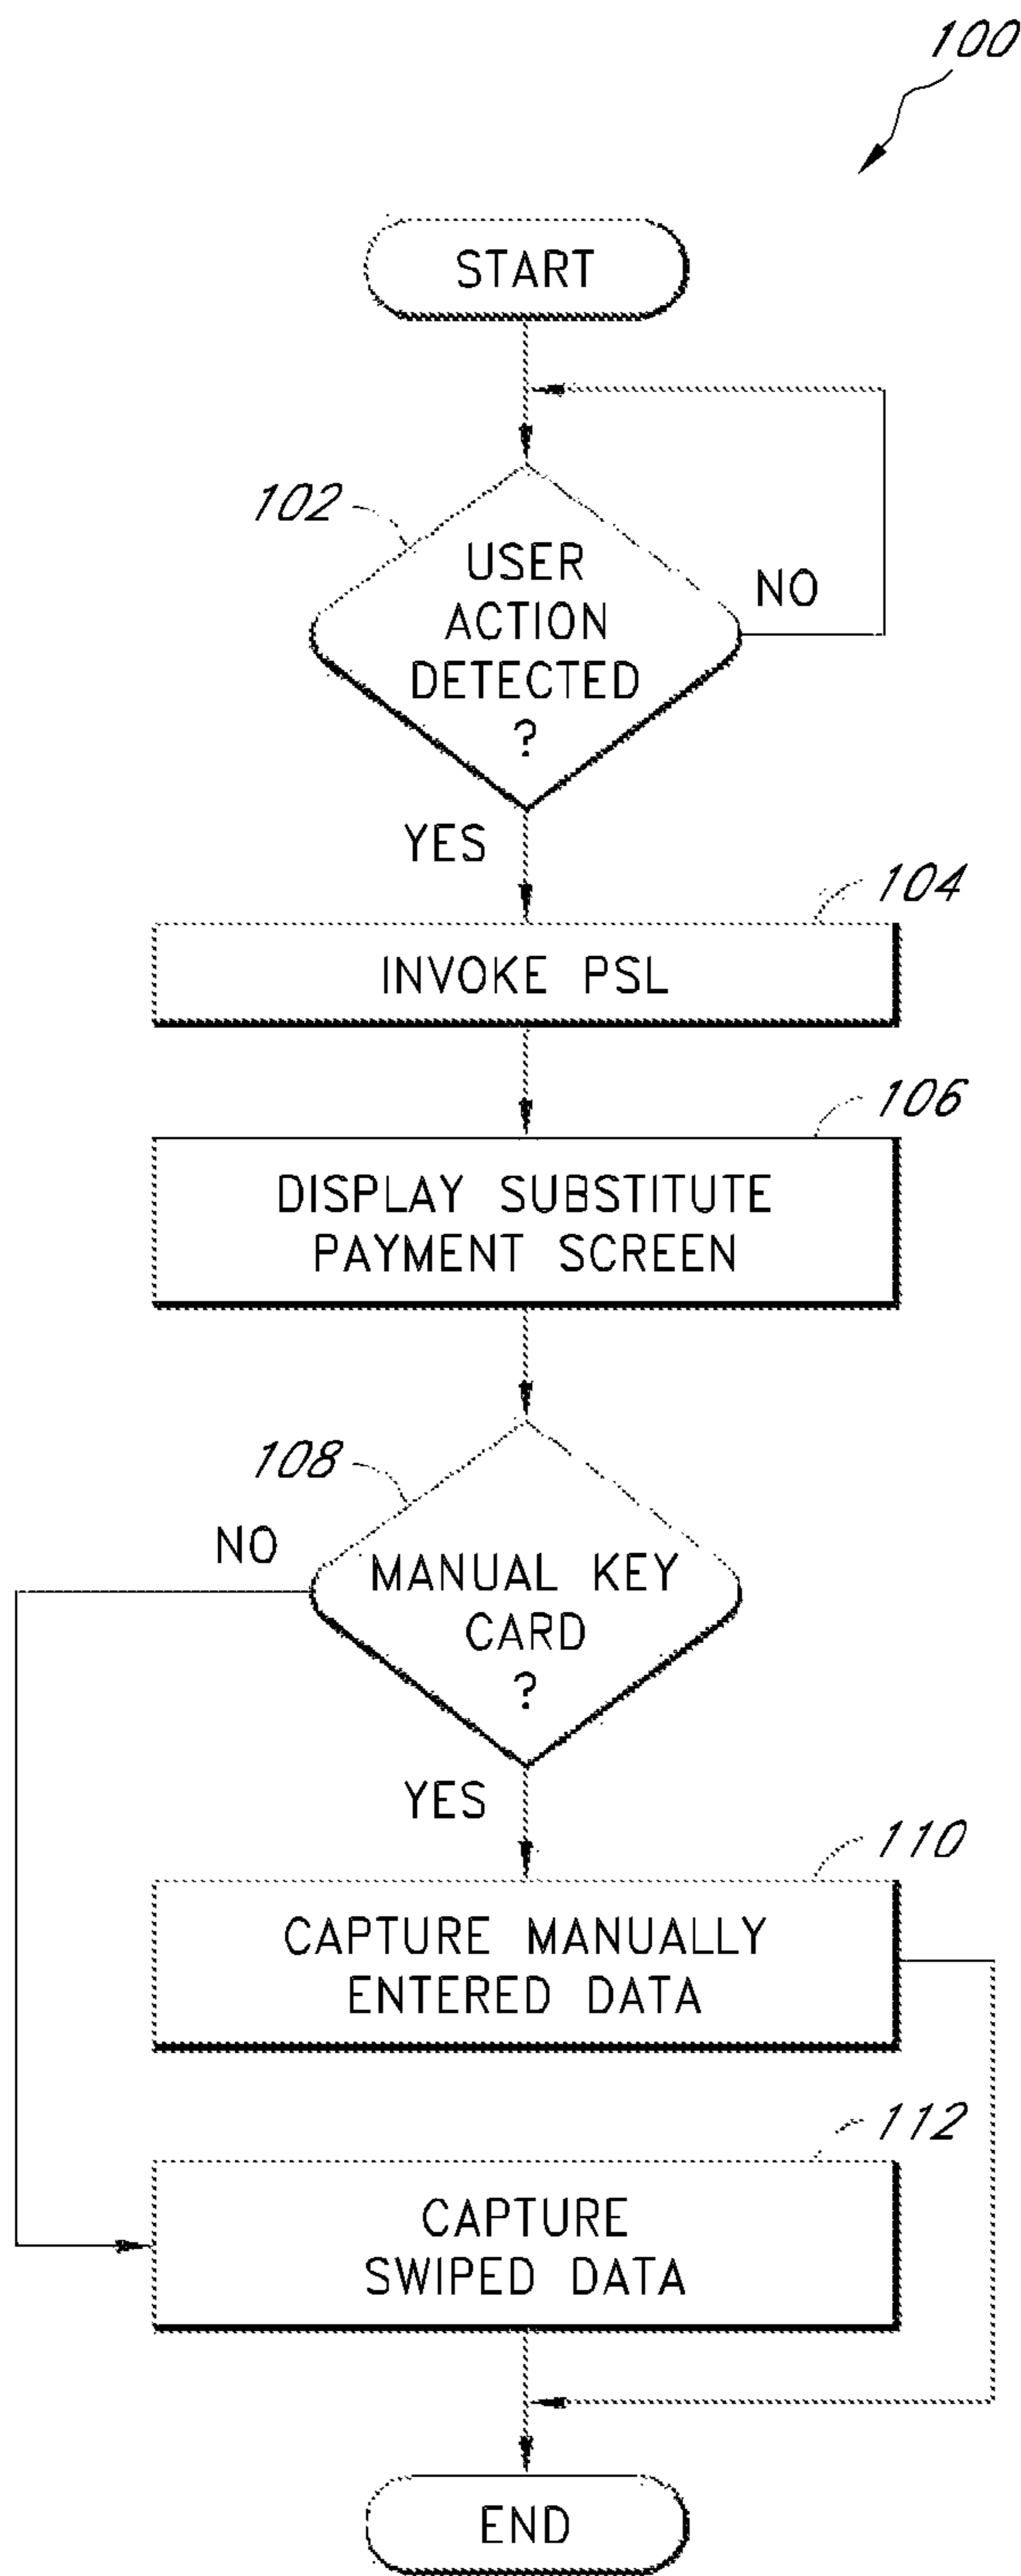 100
START
102
USER
ACTION
DETECTED
?
NO
YES
104
INVOKE PSL
106
DISPLAY SUBSTITUTE
PAYMENT SCREEN
108
NO
MANUAL KEY
CARD
?
YES
110
CAPTURE MANUALLY
ENTERED DATA
112
CAPTURE
SWIPED DATA
END